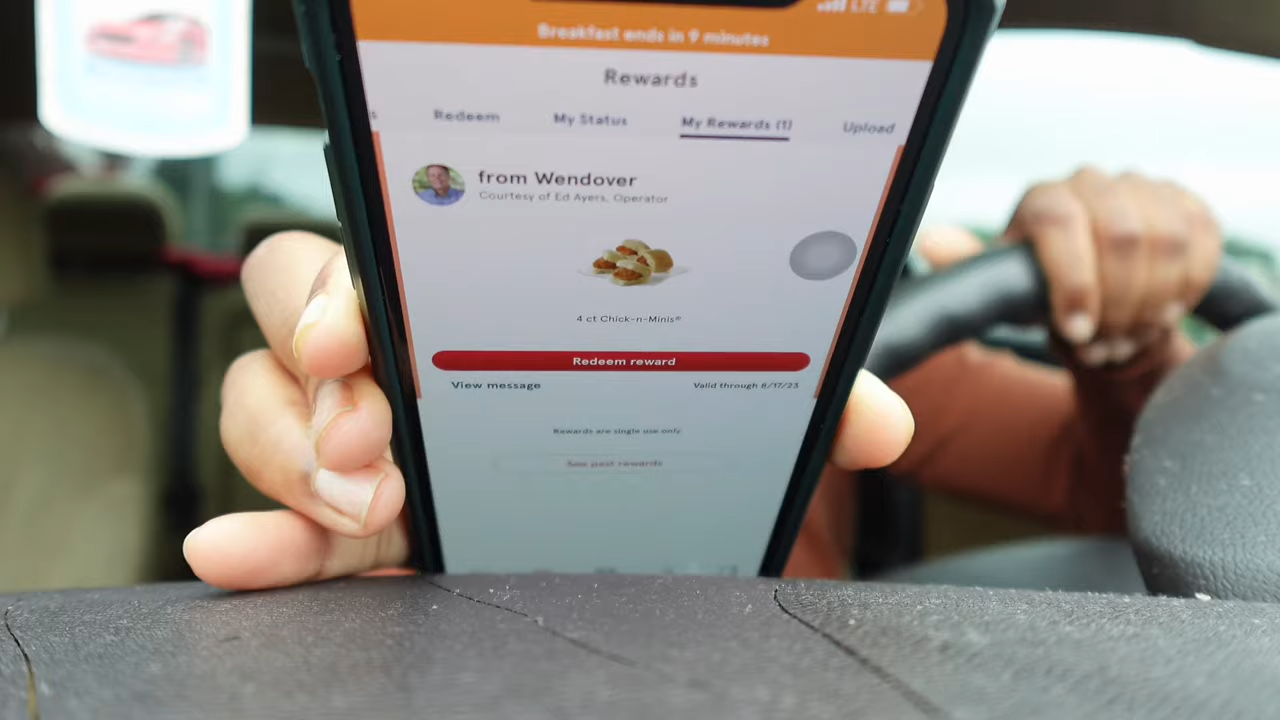 LTE
Breakfast ends in 9 minutes
Rewards
s Redeem My Status My Rewards (1) Upload
from Wendover
Courtesy of Ed Ayers, Operator
4 ct Chick-n-Minis®
Redeem reward
View message Valid through 8/17/23
Rewards are single use only.
See past rewards